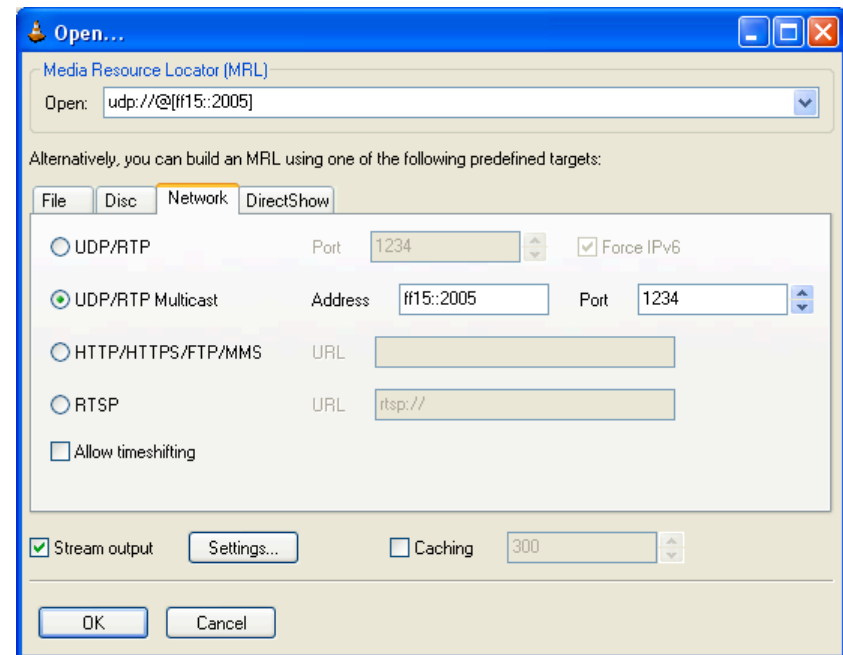 Open...
Media Resource Locator (MRL)
Open: udp://@[ff15::2005]
Alternatively, you can build an MRL using one of the following predefined targets:
File Disc Network DirectShow
UDP/RTP Port 1234 Force IPv6
UDP/RTP Multicast Address ff15::2005 Port 1234
HTTP/HTTPS/FTP/MMS URL
RTSP URL rtsp://
Allow timeshifting
Stream output Settings... Caching 300
OK Cancel